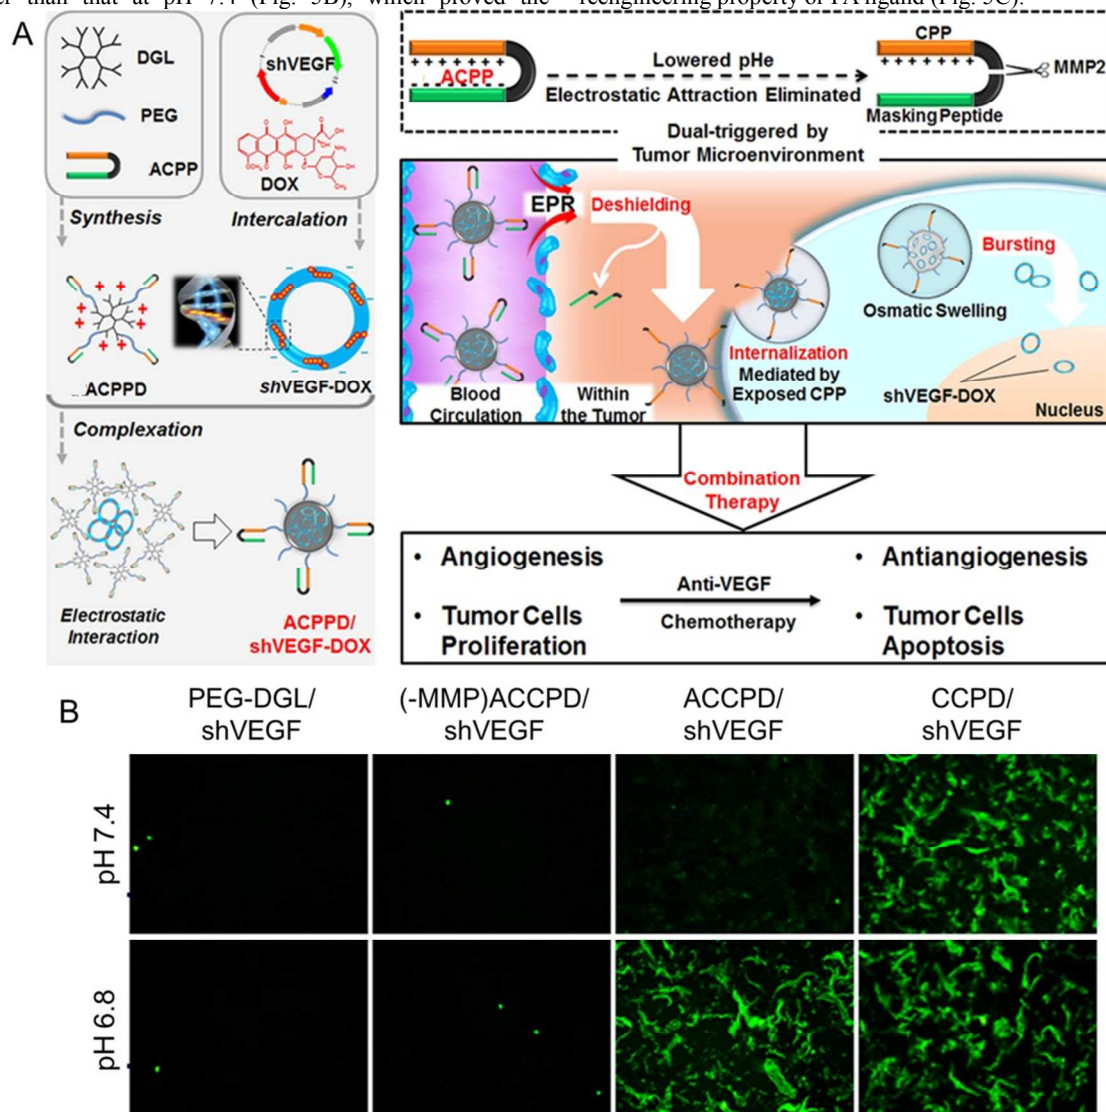 er than that at pH 7.4 (Fig. 5B), which proved the
reengineering property of PA ligand (Fig. 5C).
A
DGL
PEG
ACPP
shVEGF
DOX
Synthesis
Intercalation
ACPPD
shVEGF-DOX
Complexation
Electrostatic
Interaction
ACPPD/
shVEGF-DOX
ACPP
Lowered pHe
Electrostatic Attraction Eliminated
CPP
MMP2
Masking Peptide
Dual-triggered by
Tumor Microenvironment
EPR
Deshielding
Bursting
Osmatic Swelling
Internalization
Mediated by
Exposed CPP
shVEGF-DOX
Nucleus
Blood
Circulation
Within
the Tumor
Combination
Therapy
• Angiogenesis
• Tumor Cells
Proliferation
Anti-VEGF
Chemotherapy
• Antiangiogenesis
• Tumor Cells
Apoptosis
B
PEG-DGL/
shVEGF
(-MMP)ACCPD/
shVEGF
ACCPD/
shVEGF
CCPD/
shVEGF
pH 7.4
pH 6.8